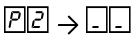 P2 → _ _